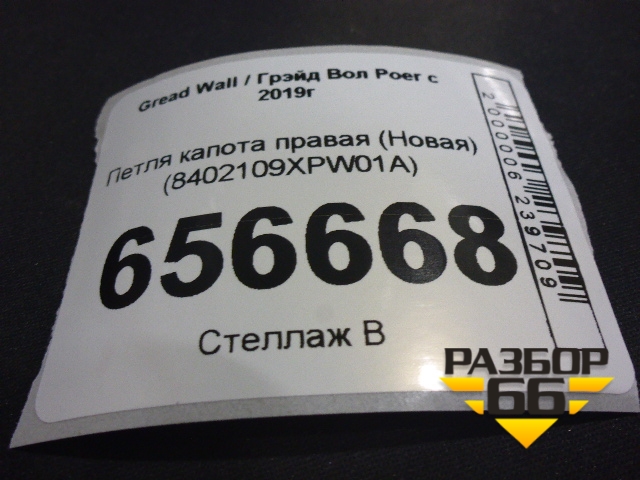 Gread Wall / Грэйд Вол Poer с
2019г
Петля капота правая (Новая)
(8402109XPW01A)
656668
Стеллаж В
2000006239709
РАЗБОР
66